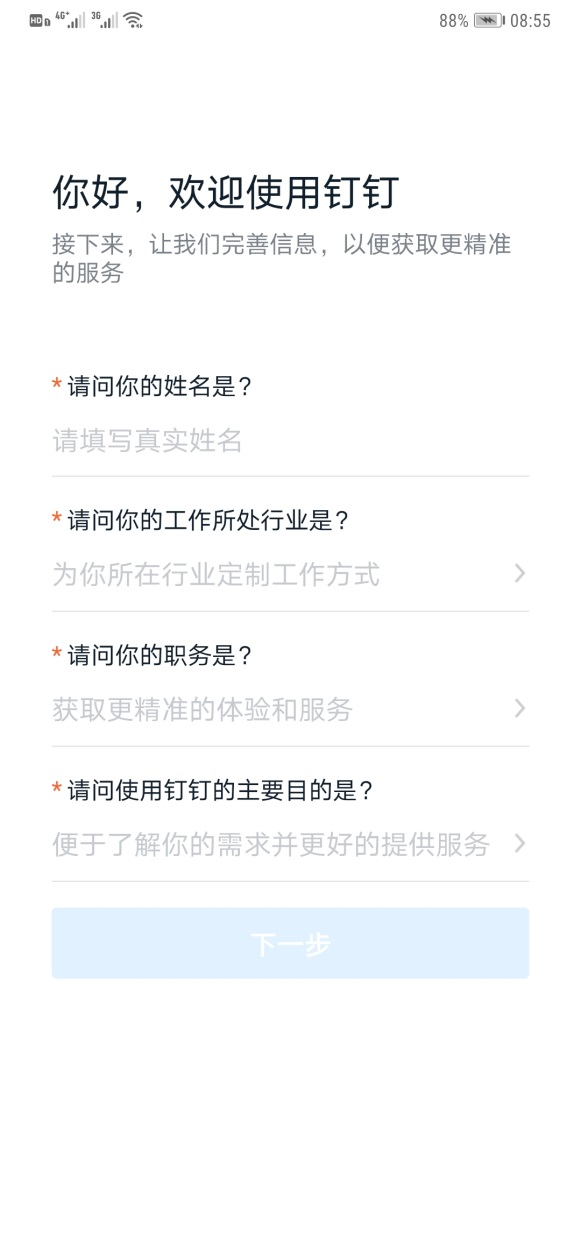 HD 4G+ 3G 88% 08:55
你好，欢迎使用钉钉
接下来，让我们完善信息，以便获取更精准
的服务
*请问你的姓名是？
请填写真实姓名
*请问你的工作所处行业是？
为你所在行业定制工作方式
*请问你的职务是？
获取更精准的体验和服务
*请问使用钉钉的主要目的是？
便于了解你的需求并更好的提供服务
下一步